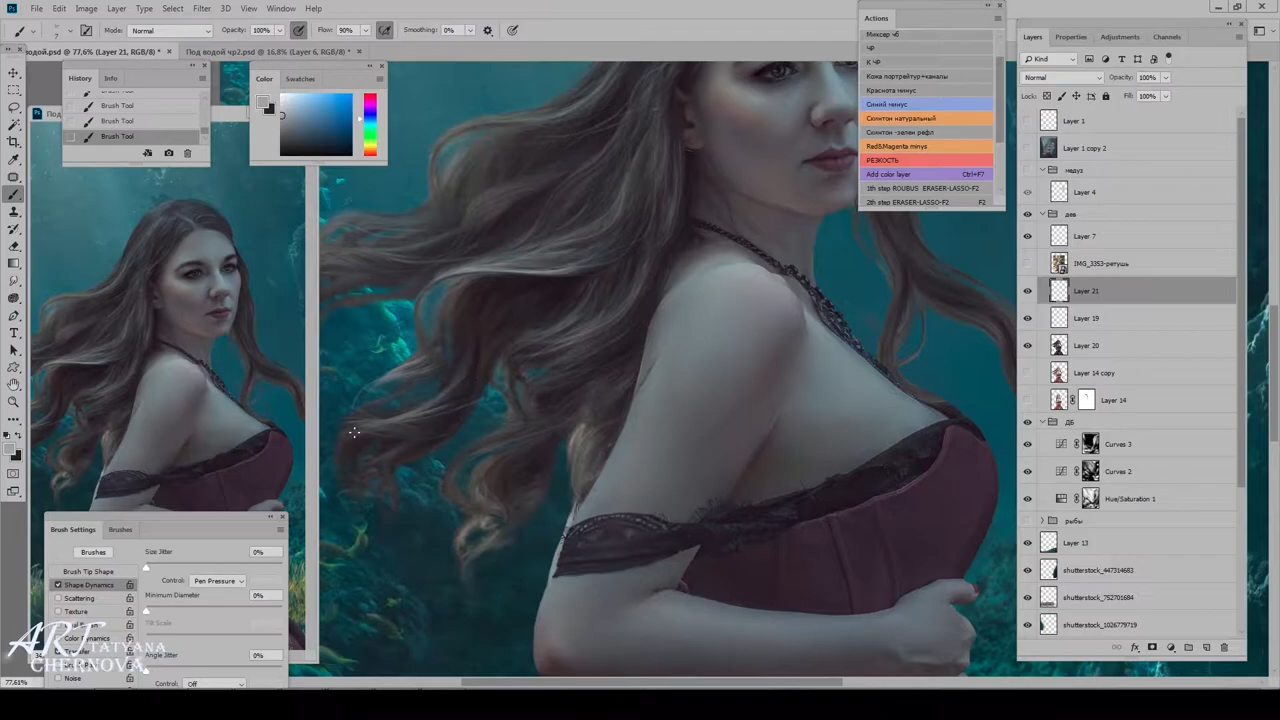 File Edit Image Layer Type Select Filter 3D View Window Help
Mode: Normal Opacity: 100% Flow: 90% Smoothing: 0%
водой.psd @ 77,6% (Layer 21, RGB/8) * × Под водой чр2.psd @ 16,8% (Layer 6, RGB/8) * ×
History Info
Brush Tool
Brush Tool
Brush Tool
Color Swatches
Actions
Миксер чб
ЧР
К ЧР
Кожа портрейтур+каналы
Краснота минус
Синий минус
Скинтон натуральный
Скинтон -зелен рефл
Red&Magenta minys
РЕЗКОСТЬ
Add color layer Ctrl+F7
1th step ROUBUS ERASER-LASSO-F2
2th step ERASER-LASSO-F2 F2
Layers Properties Adjustments Channels
Kind
Normal Opacity: 100%
Lock: Fill: 100%
Layer 1
Layer 1 copy 2
медуз
Layer 4
дев
Layer 7
IMG_3353-ретушь
Layer 21
Layer 19
Layer 20
Layer 14 copy
Layer 14
ДБ
Curves 3
Curves 2
Hue/Saturation 1
рыбы
Layer 13
shutterstock_447314683
shutterstock_752701684
shutterstock_1026779719
Brush Settings Brushes
Brushes
Size Jitter 0%
Brush Tip Shape
Control: Pen Pressure
Shape Dynamics
Scattering
Minimum Diameter 0%
Texture
Tilt Scale
Color Dynamics
Angle Jitter 0%
Noise
Control: Off
ART TATYANA
CHERNOVA
77,61%